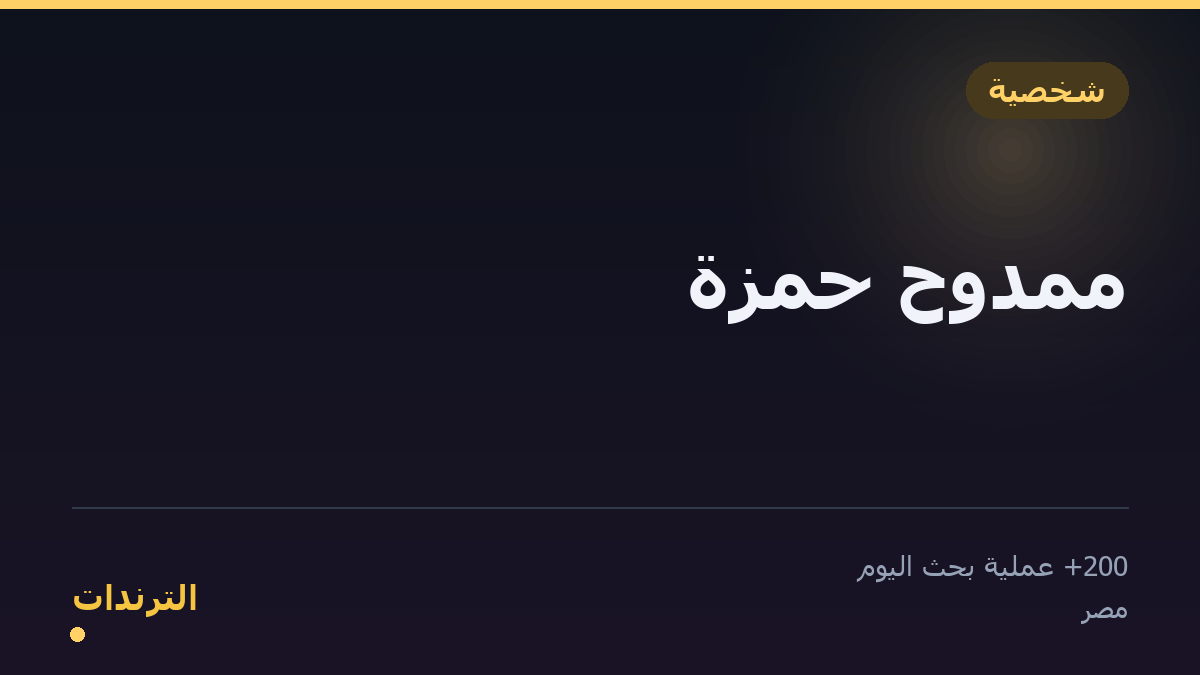 شخصية
ممدوح حمزة
200+ عملية بحث اليوم
مصر
الترندات